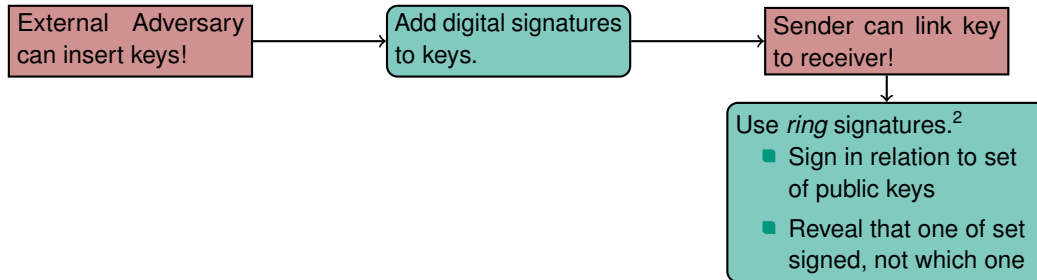 External Adversary
can insert keys!
Add digital signatures
to keys.
Sender can link key
to receiver!
Use ring signatures.²
Sign in relation to set
of public keys
Reveal that one of set
signed, not which one